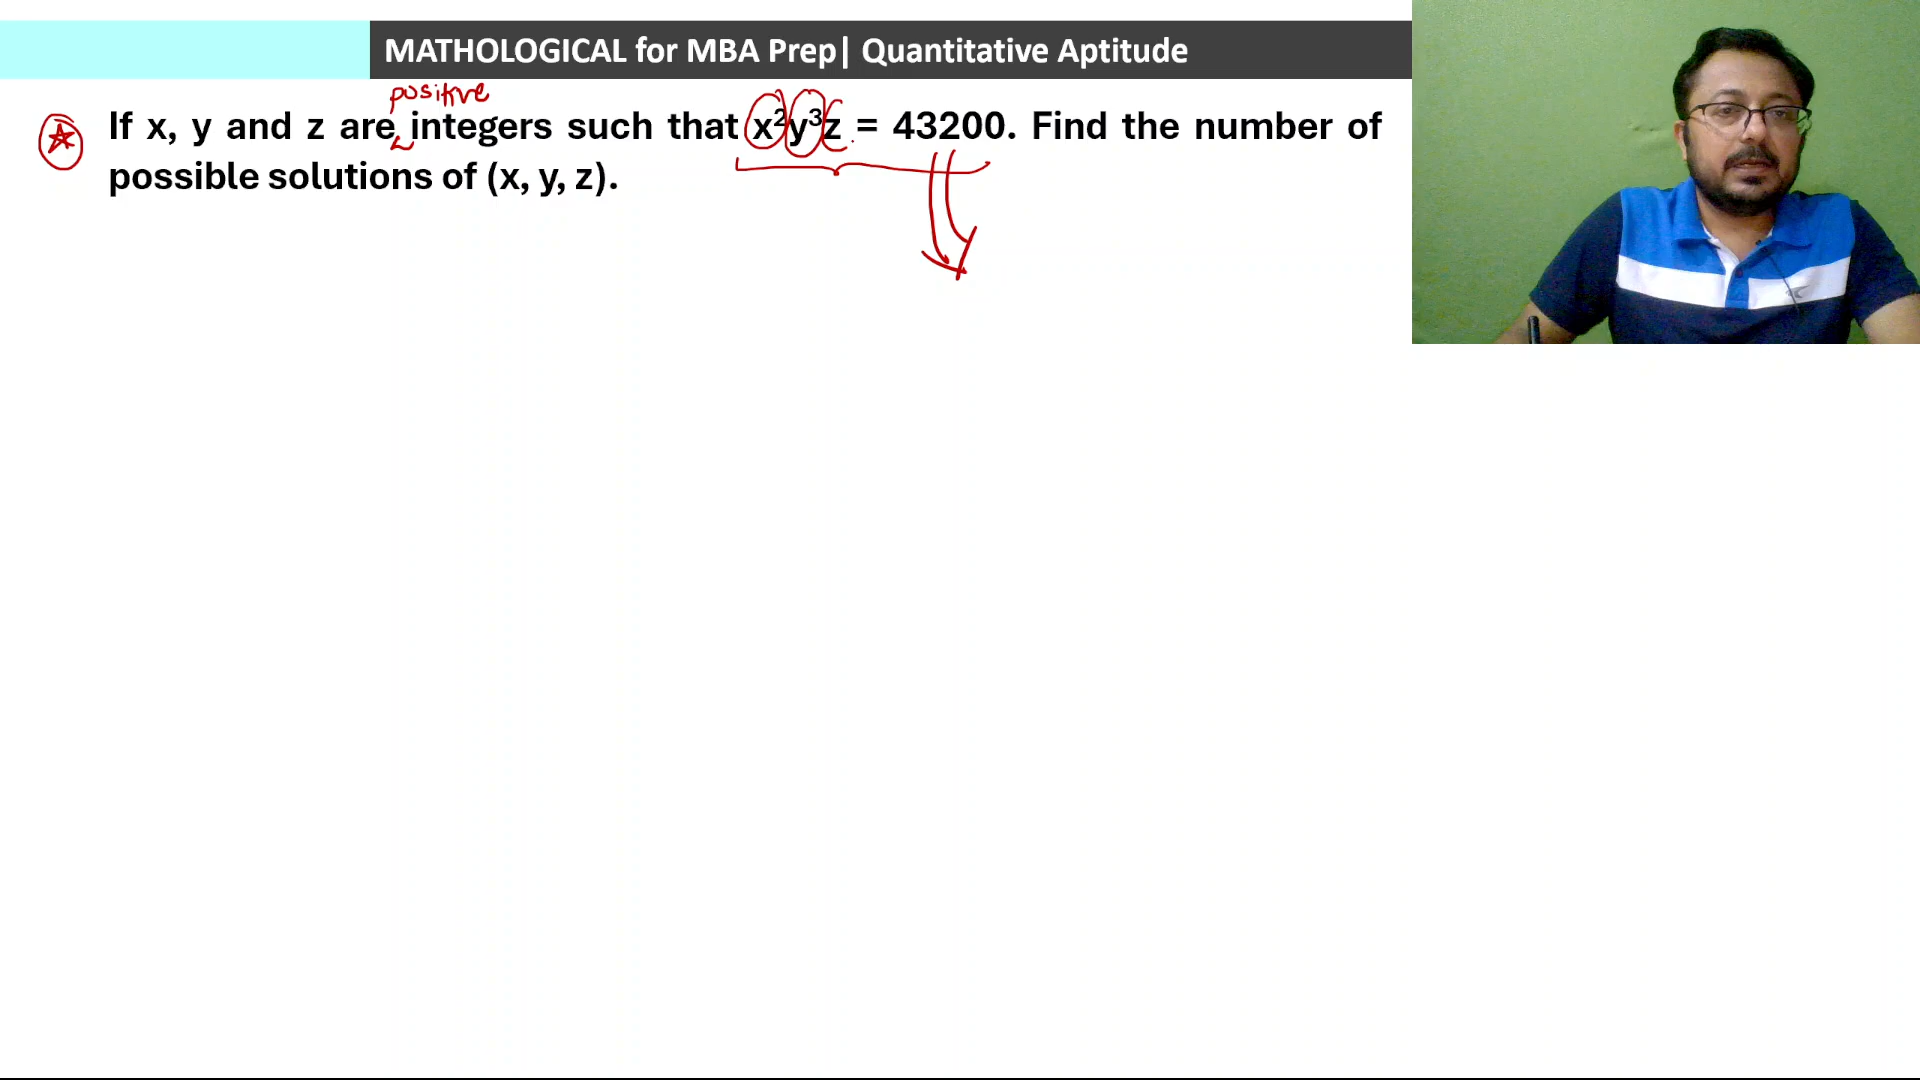 MATHOLOGICAL for MBA Prep| Quantitative Aptitude
positive
If x, y and z are integers such that x²y³z = 43200. Find the number of
possible solutions of (x, y, z).